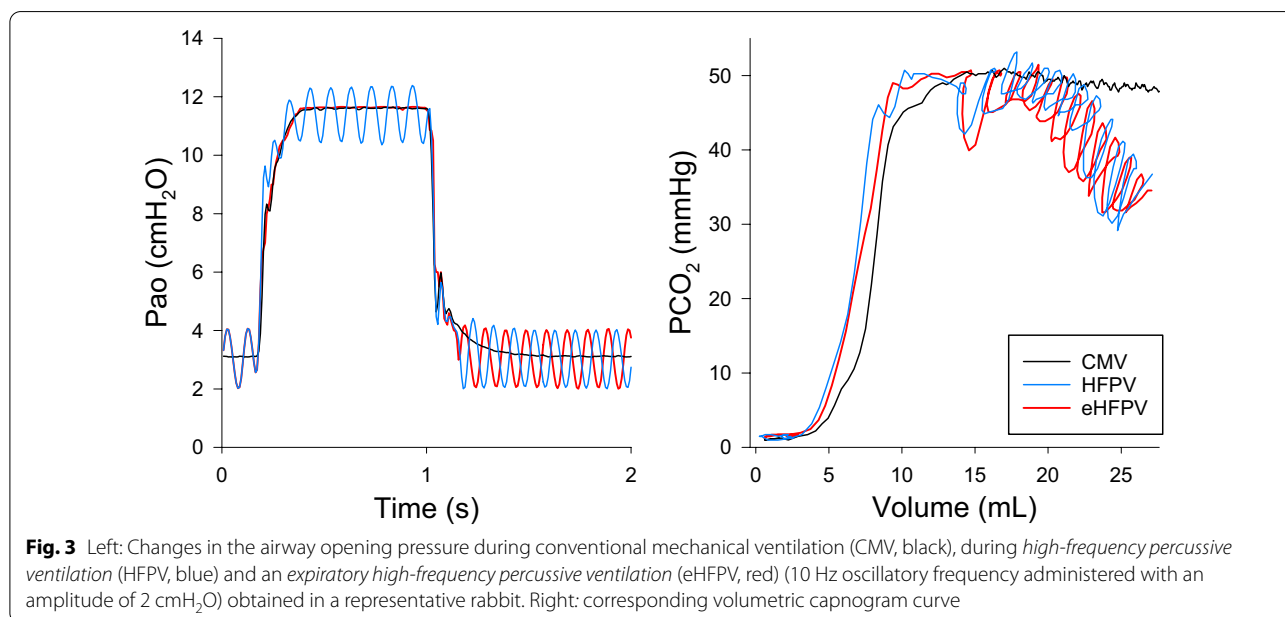 14
12
10
8
6
4
2
0
Pao (cmH₂O)
0
1
2
Time (s)
50
40
30
20
10
0
PCO₂ (mmHg)
0
5
10
15
20
25
Volume (mL)
CMV
HFPV
eHFPV
Fig. 3 Left: Changes in the airway opening pressure during conventional mechanical ventilation (CMV, black), during high-frequency percussive
ventilation (HFPV, blue) and an expiratory high-frequency percussive ventilation (eHFPV, red) (10 Hz oscillatory frequency administered with an
amplitude of 2 cmH₂O) obtained in a representative rabbit. Right: corresponding volumetric capnogram curve